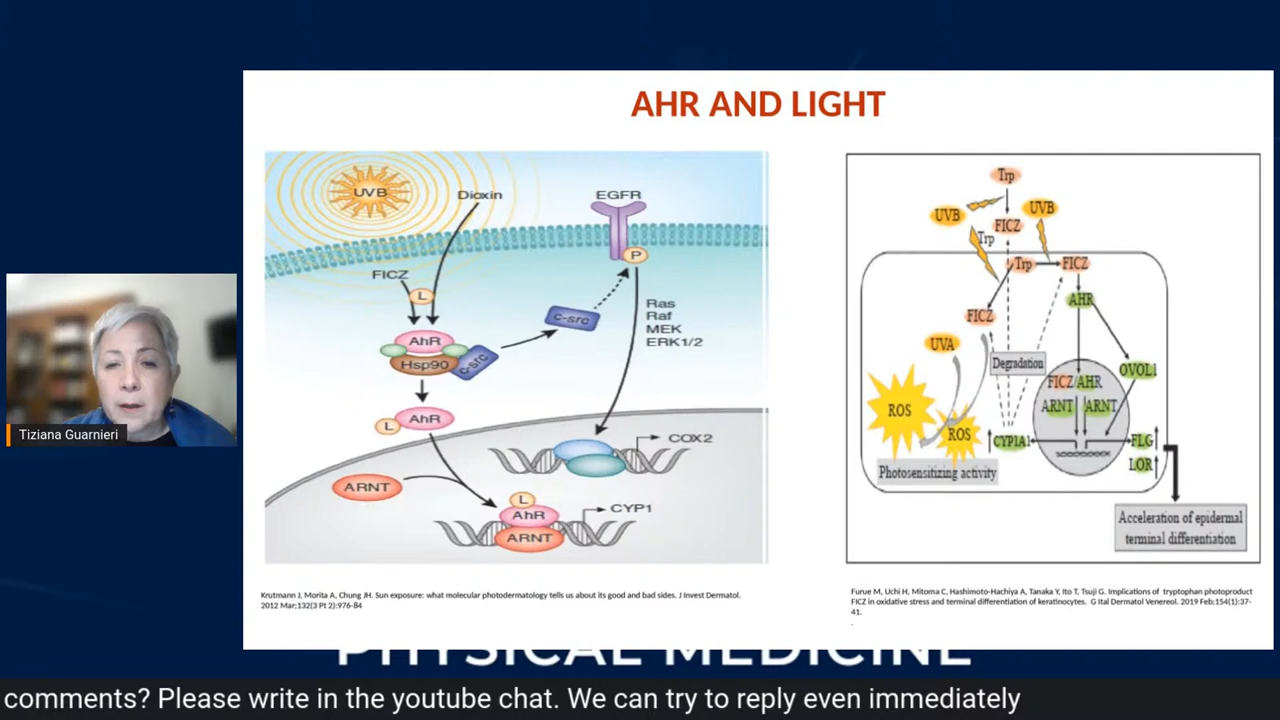 AHR AND LIGHT
UVB
Dioxin
EGFR
P
FICZ
L
Ras
Raf
MEK
ERK1/2
c-src
AhR
Hsp90
c-src
L
AhR
COX2
ARNT
L
AhR
CYP1
ARNT
Trp
UVB
UVB
FICZ
Trp
Trp
FICZ
AHR
FICZ
UVA
Degradation
OVOL1
FICZ/AHR
ROS
ARNT
ARNT
ROS
CYP1A1
FLG
LOR
Photosensitizing activity
Acceleration of epidermal
terminal differentiation
Krutmann J, Morita A, Chung JH. Sun exposure: what molecular photodermatology tells us about its good and bad sides. J Invest Dermatol.
2012 Mar;132(3 Pt 2):976-84
Furue M, Uchi H, Mitoma C, Hashimoto-Hachiya A, Tanaka Y, Ito T, Tsuji G. Implications of tryptophan photoproduct
FICZ in oxidative stress and terminal differentiation of keratinocytes. G Ital Dermatol Venereol. 2019 Feb;154(1):37-
41.
.
Tiziana Guarnieri
PHYSICAL MEDICINE
comments? Please write in the youtube chat. We can try to reply even immediately